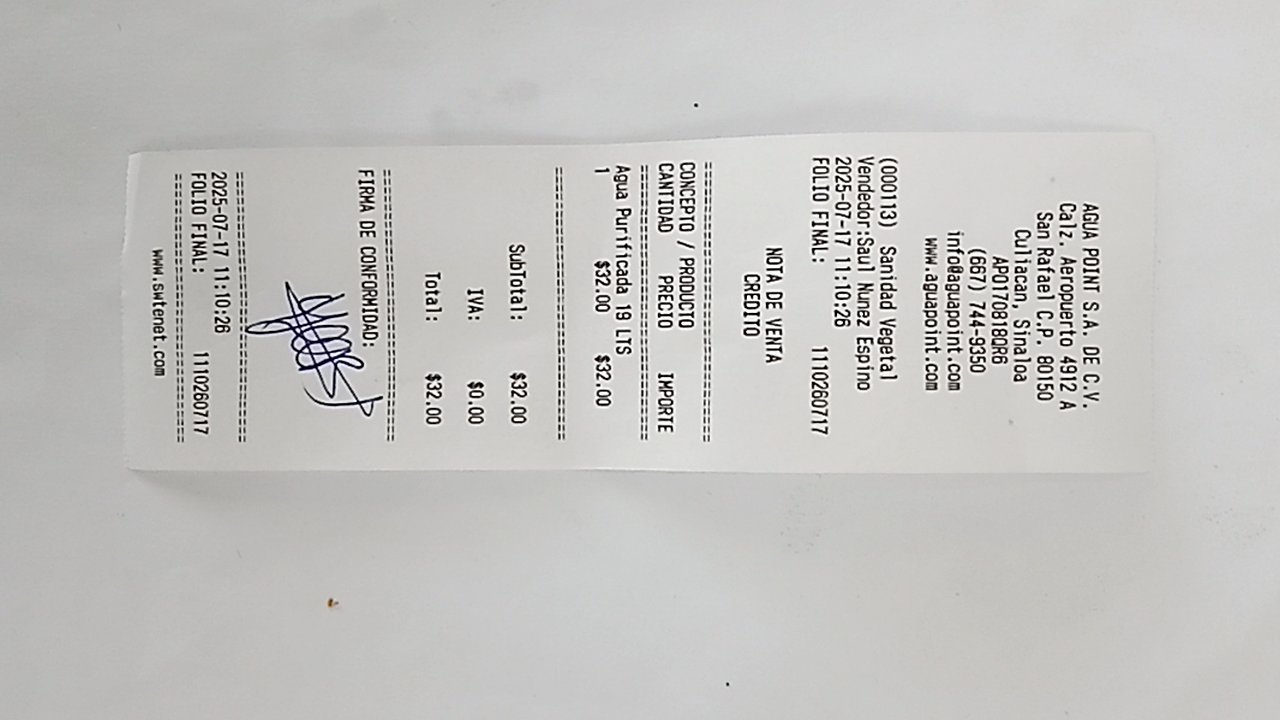 AGUA POINT S.A. DE C.V.
Calz. Aeropuerto 4912 A
San Rafael C.P. 80150
Culiacan, Sinaloa
APO170818QR6
(667) 744-9350
info@aguapoint.com
www.aguapoint.com
(000113) Sanidad Vegetal
Vendedor:Saul Nunez Espino
2025-07-17 11:10:26
FOLIO FINAL: 1110260717
NOTA DE VENTA
CREDITO
CONCEPTO / PRODUCTO
CANTIDAD PRECIO IMPORTE
Agua Purificada 19 LTS
1 $32.00 $32.00
SubTotal: $32.00
IVA: $0.00
Total: $32.00
FIRMA DE CONFORMIDAD:
2025-07-17 11:10:26
FOLIO FINAL: 1110260717
www.swtenet.com